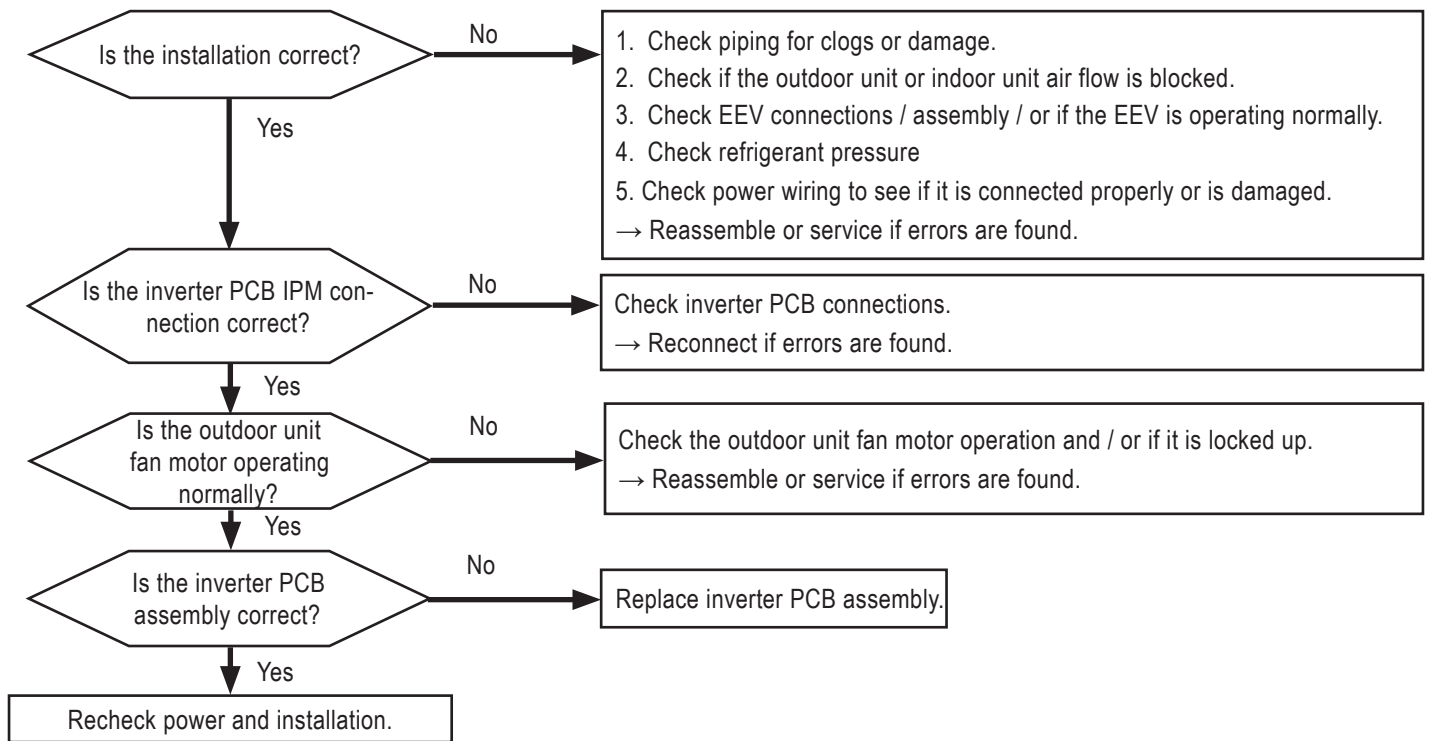 Is the installation correct?
No
1. Check piping for clogs or damage.
2. Check if the outdoor unit or indoor unit air flow is blocked.
3. Check EEV connections / assembly / or if the EEV is operating normally.
4. Check refrigerant pressure
5. Check power wiring to see if it is connected properly or is damaged.
→ Reassemble or service if errors are found.
Yes
Is the inverter PCB IPM con-
nection correct?
No
Check inverter PCB connections.
→ Reconnect if errors are found.
Yes
Is the outdoor unit
fan motor operating
normally?
No
Check the outdoor unit fan motor operation and / or if it is locked up.
→ Reassemble or service if errors are found.
Yes
Is the inverter PCB
assembly correct?
No
Replace inverter PCB assembly.
Yes
Recheck power and installation.